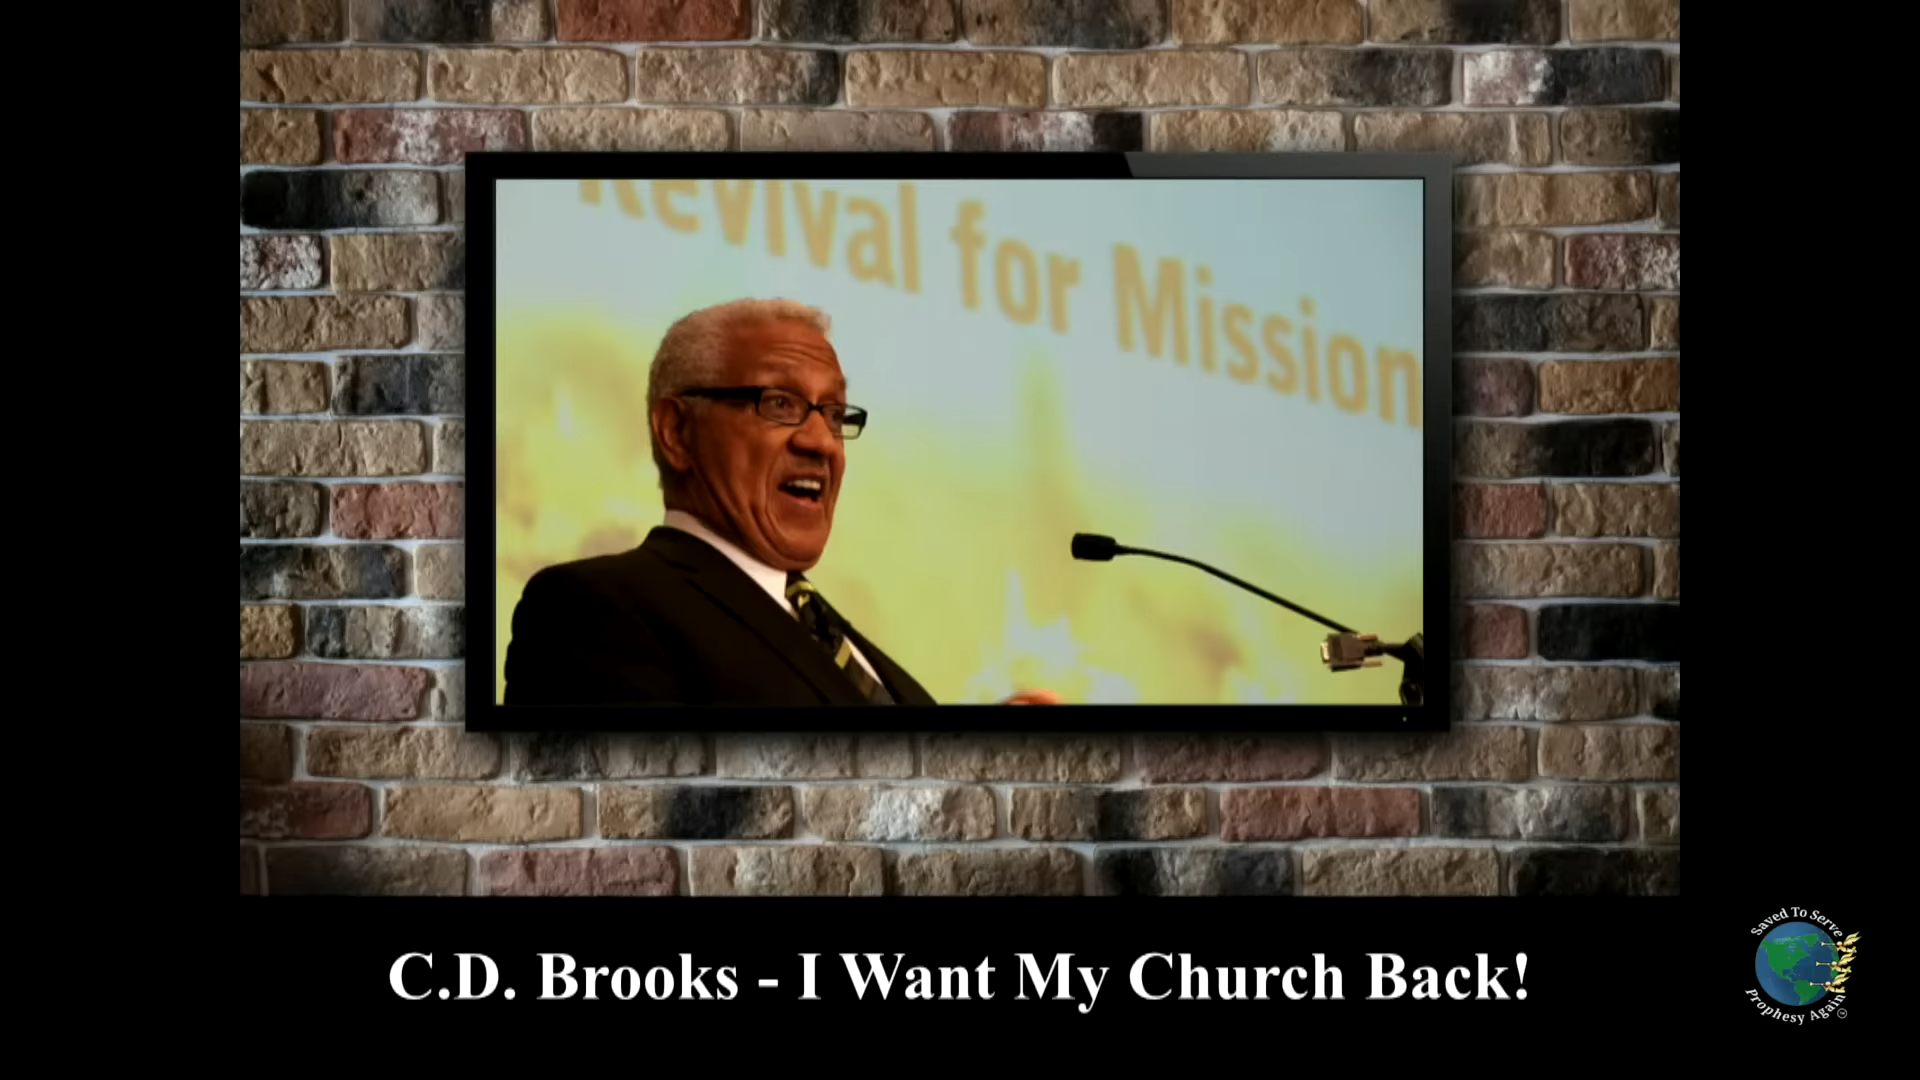 Revival for Mission
C.D. Brooks - I Want My Church Back!
Saved To Serve
Prophesy Again